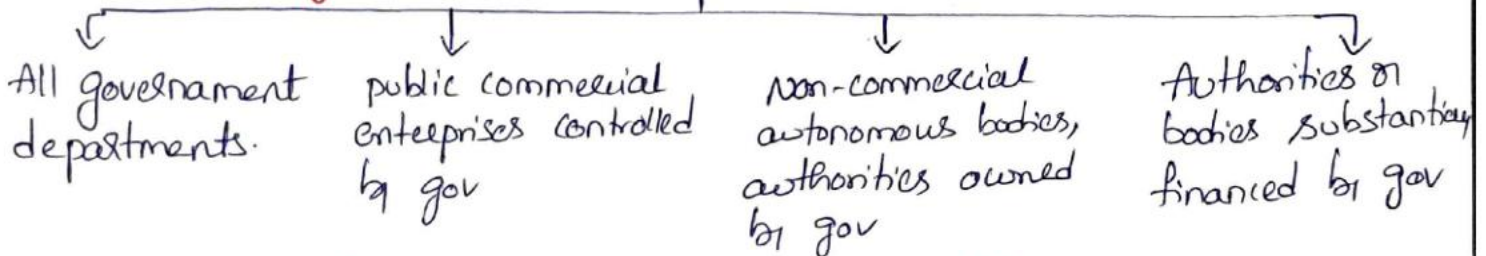 All governament
departments.
public commercial
enterprises controlled
by gov
Non-commercial
autonomous bodies,
authorities owned
by gov
Authorities or
bodies substantialy
financed by gov